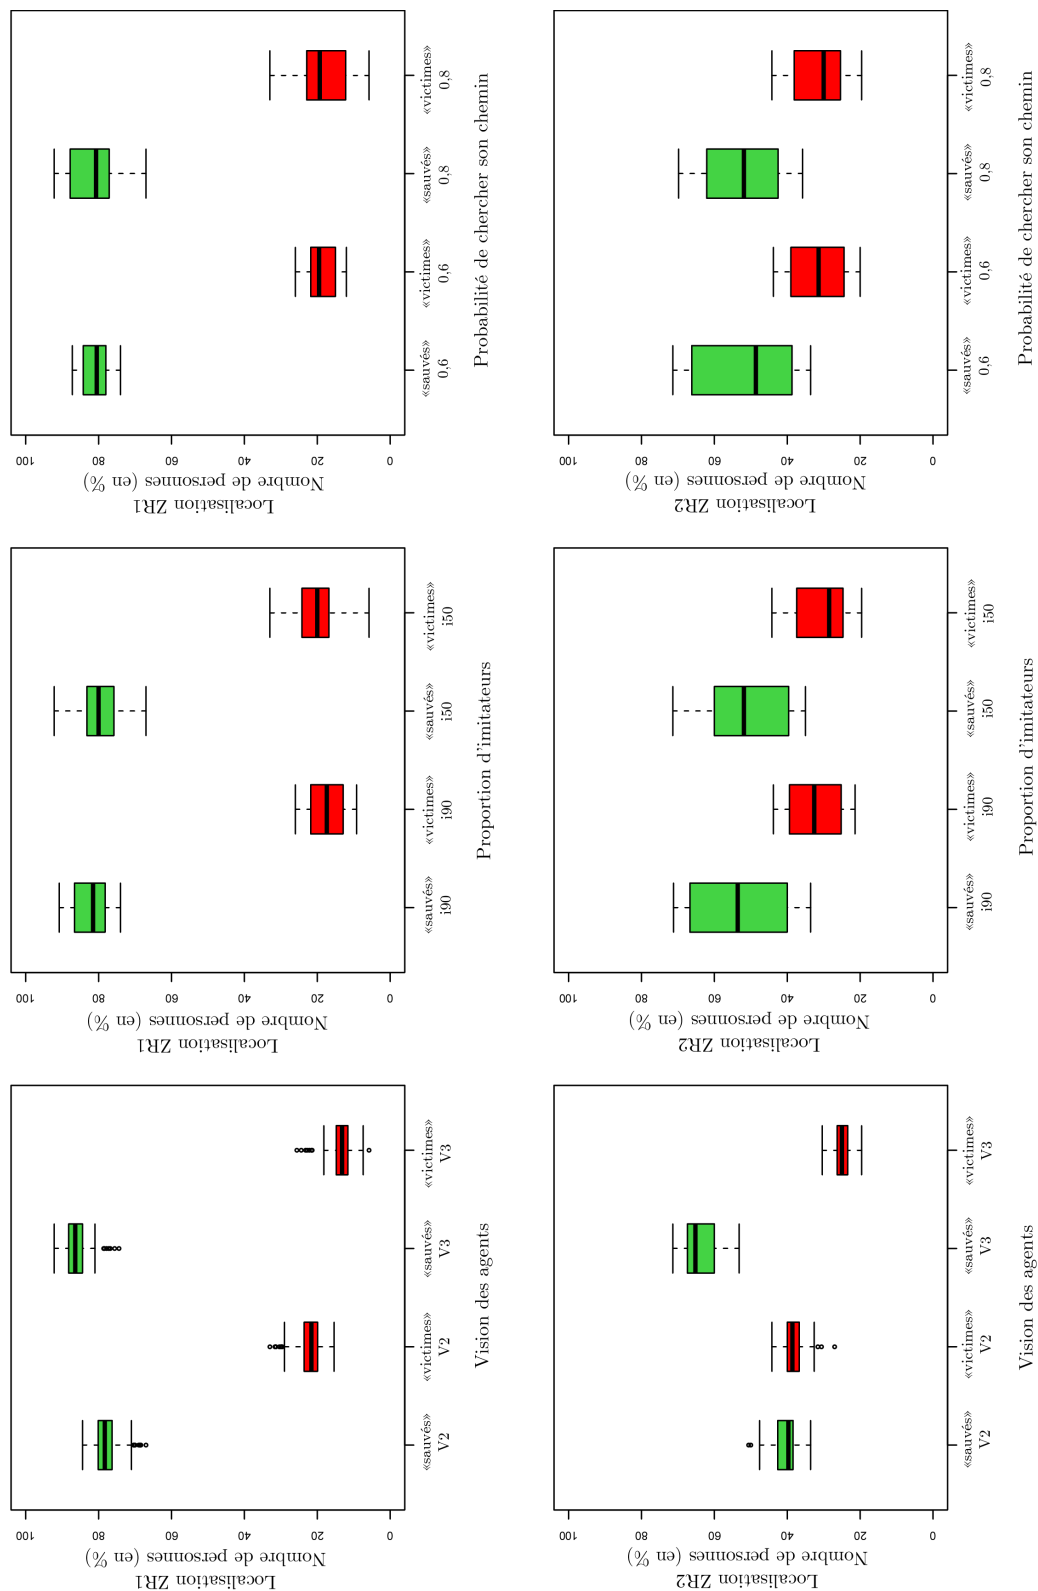 Localisation ZR1
Nombre de personnes (en %)
0 20 40 60 80 100
«sauvés» «victimes» «sauvés» «victimes»
V2 V2 V3 V3
Vision des agents
Localisation ZR1
Nombre de personnes (en %)
0 20 40 60 80 100
«sauvés» «victimes» «sauvés» «victimes»
i90 i90 i50 i50
Proportion d'imitateurs
Localisation ZR1
Nombre de personnes (en %)
0 20 40 60 80 100
«sauvés» «victimes» «sauvés» «victimes»
0,6 0,6 0,8 0,8
Probabilité de chercher son chemin
Localisation ZR2
Nombre de personnes (en %)
0 20 40 60 80 100
«sauvés» «victimes» «sauvés» «victimes»
V2 V2 V3 V3
Vision des agents
Localisation ZR2
Nombre de personnes (en %)
0 20 40 60 80 100
«sauvés» «victimes» «sauvés» «victimes»
i90 i90 i50 i50
Proportion d'imitateurs
Localisation ZR2
Nombre de personnes (en %)
0 20 40 60 80 100
«sauvés» «victimes» «sauvés» «victimes»
0,6 0,6 0,8 0,8
Probabilité de chercher son chemin